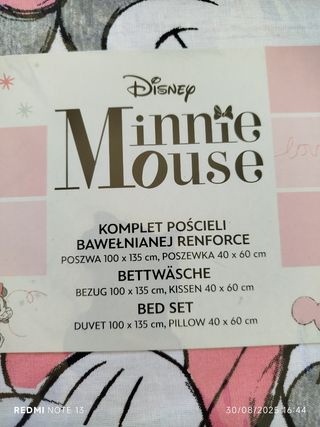 Disney
Minnie
Mouse
love
KOMPLET POŚCIELI
BAWEŁNIANEJ RENFORCE
POSZWA 100 x 135 cm, POSZEWKA 40 x 60 cm
BETTWÄSCHE
BEZUG 100 x 135 cm, KISSEN 40 x 60 cm
BED SET
DUVET 100 x 135 cm, PILLOW 40 x 60 cm
REDMI NOTE 13
30/08/2025 16:44